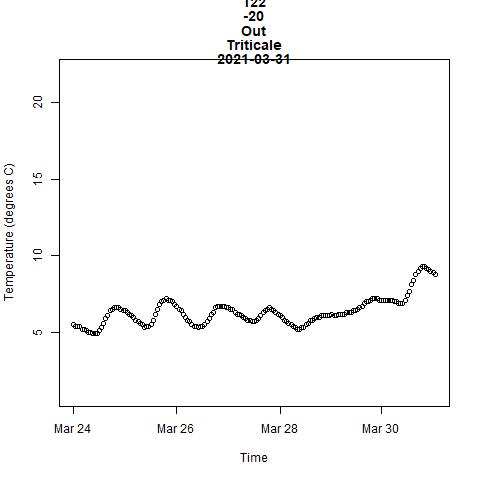 122
-20
Out
Triticale
2021-03-31
Temperature (degrees C)
20
15
10
5
Mar 24
Mar 26
Mar 28
Mar 30
Time